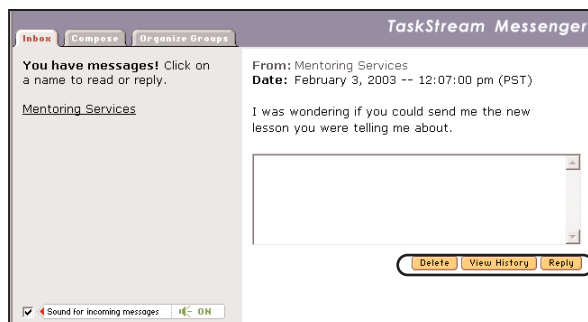 TaskStream Messenger
Inbox Compose Organize Groups
You have messages! Click on
a name to read or reply.
Mentoring Services
From: Mentoring Services
Date: February 3, 2003 -- 12:07:00 pm (PST)
I was wondering if you could send me the new
lesson you were telling me about.
Delete View History Reply
Sound for incoming messages ON